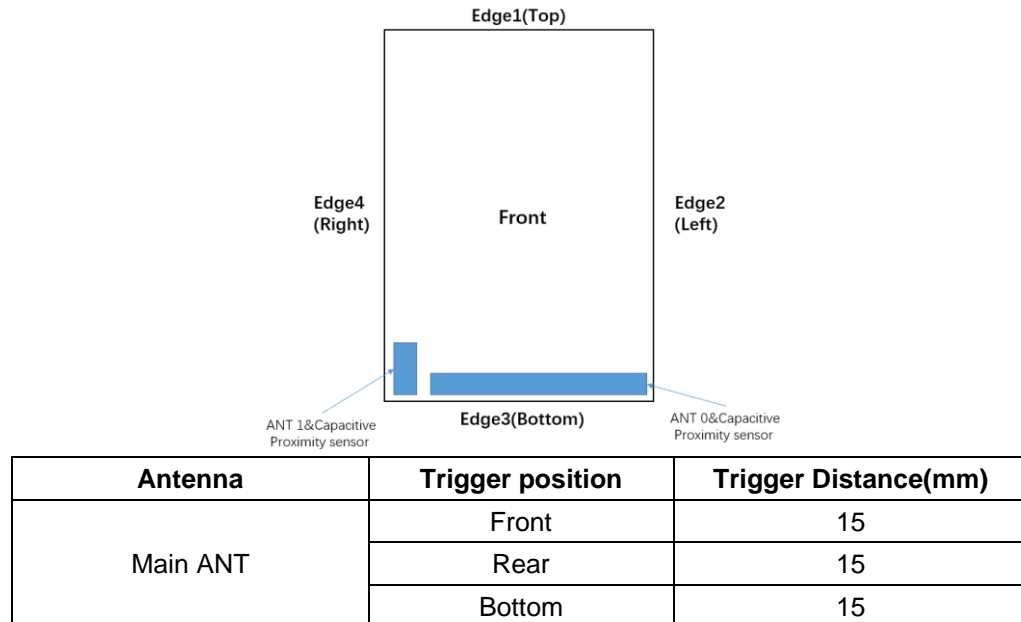 Edge1(Top)
Edge4
(Right)
Front
Edge2
(Left)
ANT 1&Capacitive
Proximity sensor
Edge3(Bottom)
ANT 0&Capacitive
Proximity sensor
Antenna Trigger position Trigger Distance(mm)
Main ANT
Front 15
Rear 15
Bottom 15